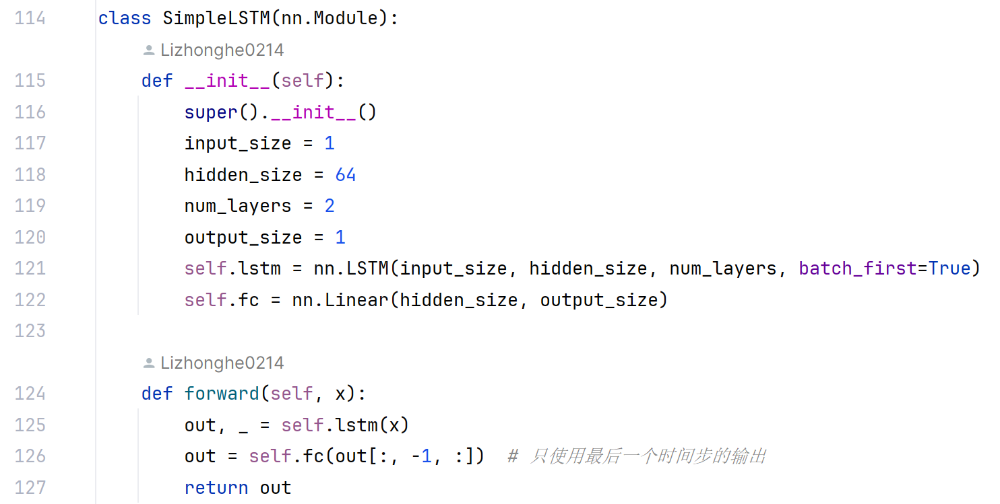 114 class SimpleLSTM(nn.Module):
Lizhonghe0214
115 def __init__(self):
116 super().__init__()
117 input_size = 1
118 hidden_size = 64
119 num_layers = 2
120 output_size = 1
121 self.lstm = nn.LSTM(input_size, hidden_size, num_layers, batch_first=True)
122 self.fc = nn.Linear(hidden_size, output_size)
123
Lizhonghe0214
124 def forward(self, x):
125 out, _ = self.lstm(x)
126 out = self.fc(out[:, -1, :])  # 只使用最后一个时间步的输出
127 return out